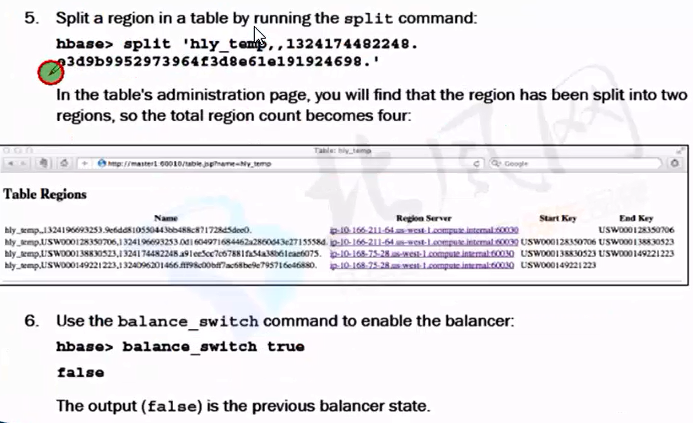 5. Split a region in a table by running the split command:
hbase> split 'hly_temp,,1324174482248.
e3d9b9952973964f3d8e61e191924698.'
In the table's administration page, you will find that the region has been split into two
regions, so the total region count becomes four:
Table: hly_temp
http://master1:60010/table.jsp?name=hly_temp
Google
Table Regions
Name Region Server Start Key End Key
hly_temp,,1324196693253.9e6dd810550443bb488c871728d5dee0. ip-10-166-211-64.us-west-1.compute.internal:60030 USW000128350706
hly_temp,USW000128350706,1324196693253.0d1604971684462a2860d43e2715558d. ip-10-166-211-64.us-west-1.compute.internal:60030 USW000128350706 USW000138830523
hly_temp,USW000138830523,1324174482248.a91ee5cc7c67881fa54a38b61eae6075. ip-10-168-75-28.us-west-1.compute.internal:60030 USW000138830523 USW000149221223
hly_temp,USW000149221223,1324096201466.fff98c00bff7ac68be9e795716e46880. ip-10-168-75-28.us-west-1.compute.internal:60030 USW000149221223
6. Use the balance_switch command to enable the balancer:
hbase> balance_switch true
false
The output (false) is the previous balancer state.